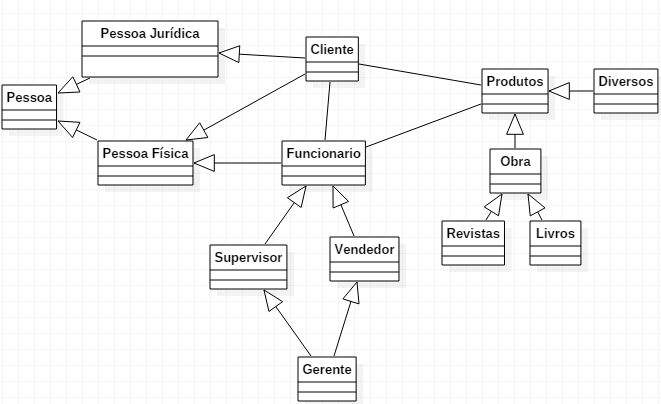 Pessoa Jurídica
Cliente
Produtos
Diversos
Pessoa
Pessoa Física
Funcionario
Obra
Revistas
Livros
Supervisor
Vendedor
Gerente